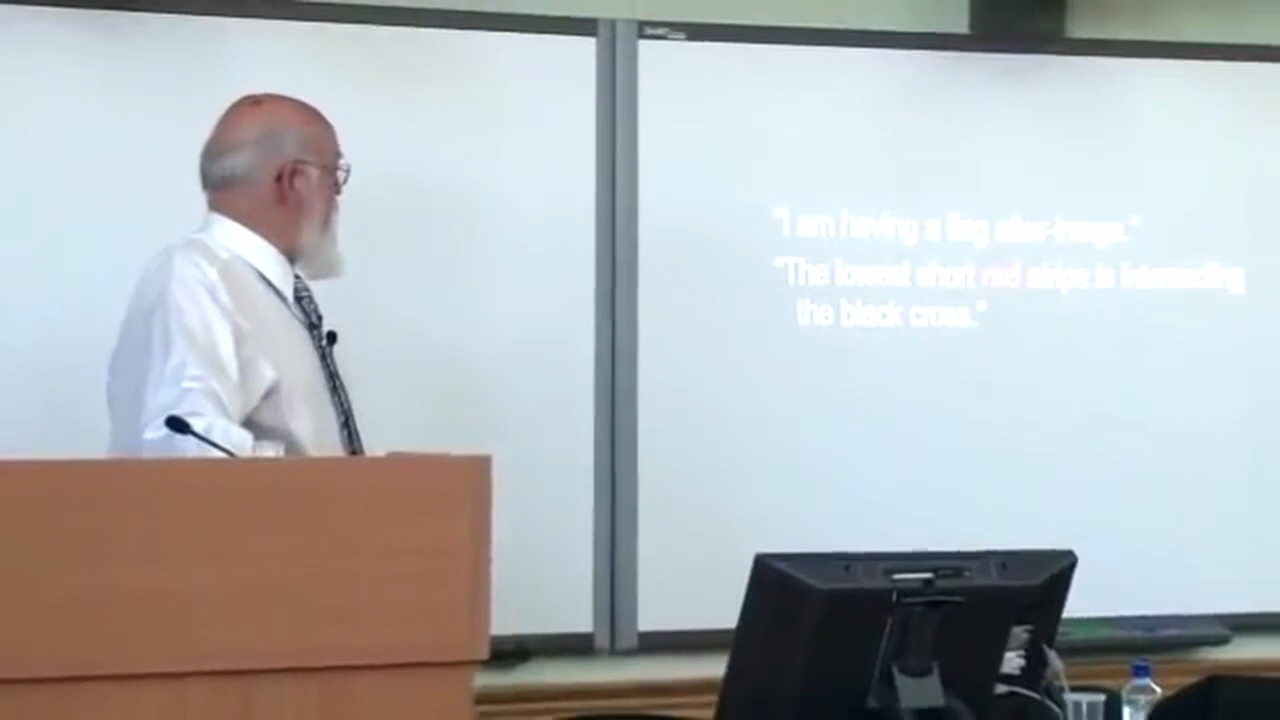 "I am having a flag after-image."
"The lowest short red stripe is intersecting
the black cross."